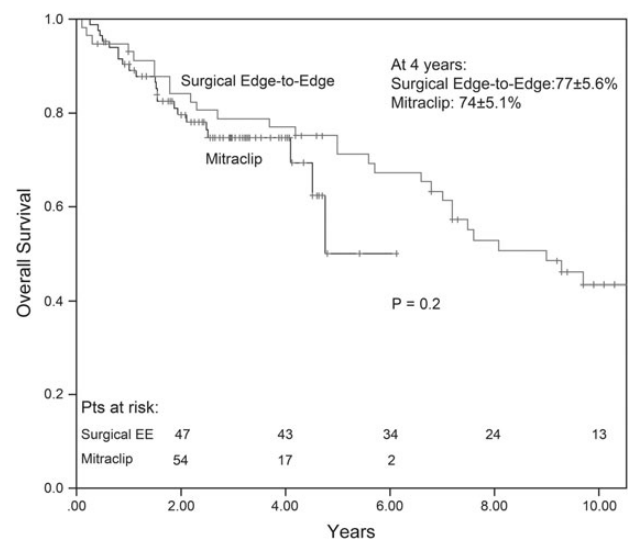 1.0
0.8
0.6
0.4
0.2
0.0
Overall Survival
Surgical Edge-to-Edge
Mitraclip
At 4 years:
Surgical Edge-to-Edge:77±5.6%
Mitraclip: 74±5.1%
P = 0.2
Pts at risk:
Surgical EE 47 43 34 24 13
Mitraclip 54 17 2
.00 2.00 4.00 6.00 8.00 10.00
Years